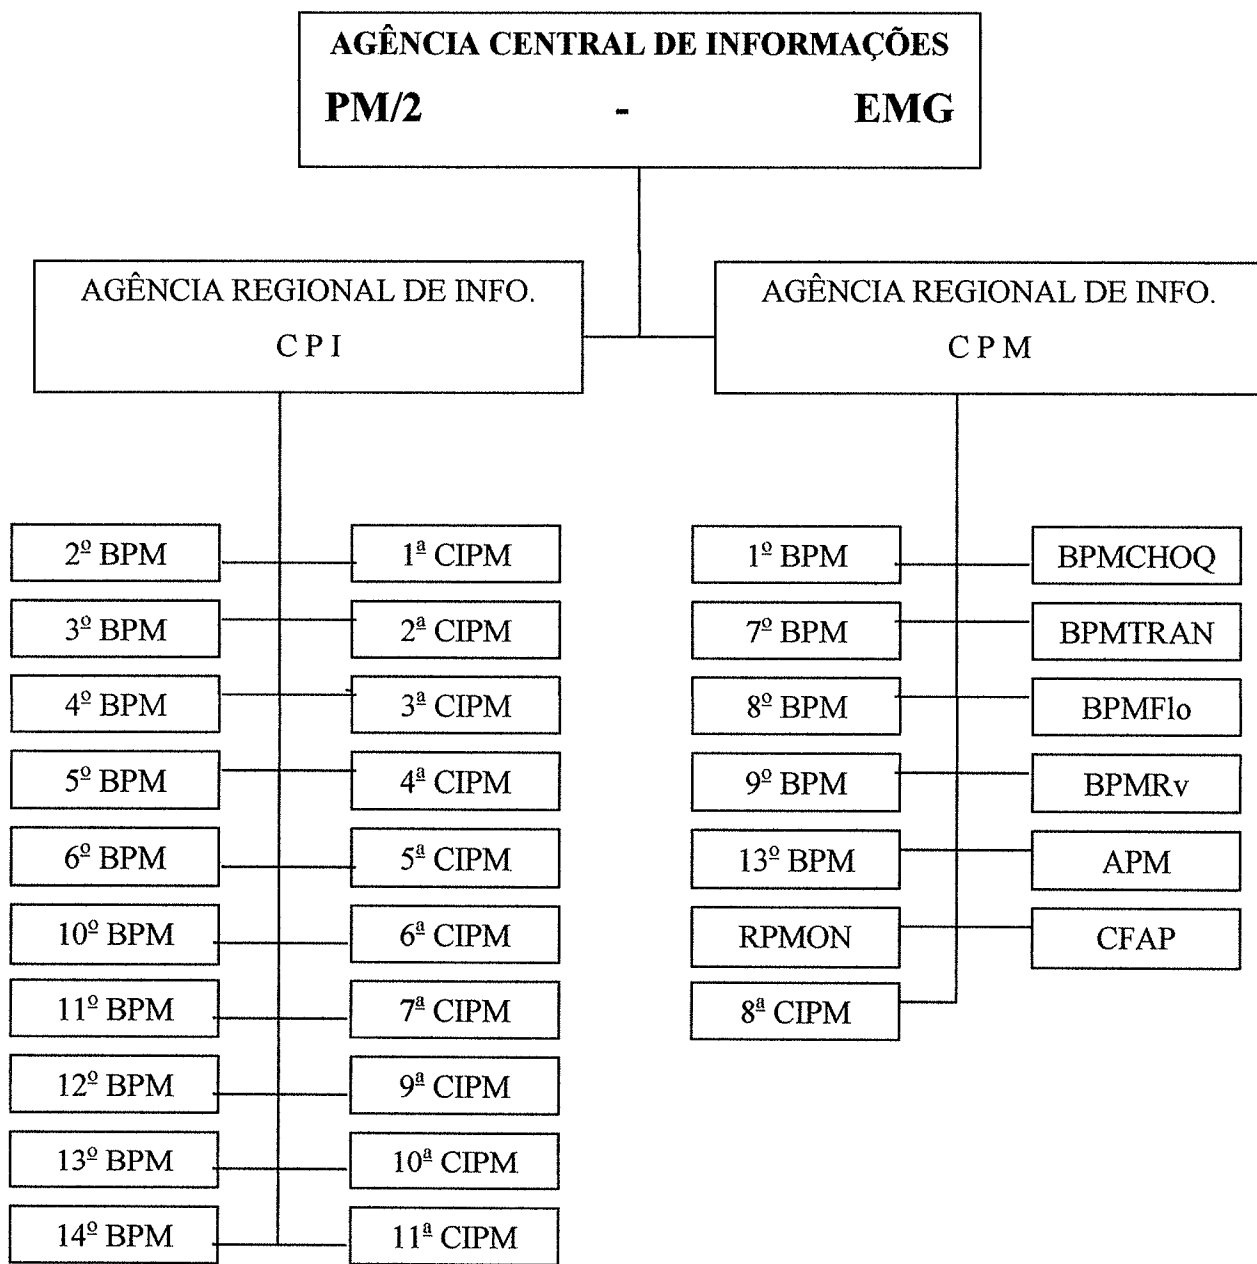 AGÊNCIA CENTRAL DE INFORMAÇÕES
PM/2 - EMG
AGÊNCIA REGIONAL DE INFO.
C P I
AGÊNCIA REGIONAL DE INFO.
C P M
2º BPM
1ª CIPM
3º BPM
2ª CIPM
4º BPM
3ª CIPM
5º BPM
4ª CIPM
6º BPM
5ª CIPM
10º BPM
6ª CIPM
11º BPM
7ª CIPM
12º BPM
9ª CIPM
13º BPM
10ª CIPM
14º BPM
11ª CIPM
1º BPM
BPMCHOQ
7º BPM
BPMTRAN
8º BPM
BPMFlo
9º BPM
BPMRv
13º BPM
APM
RPMON
CFAP
8ª CIPM